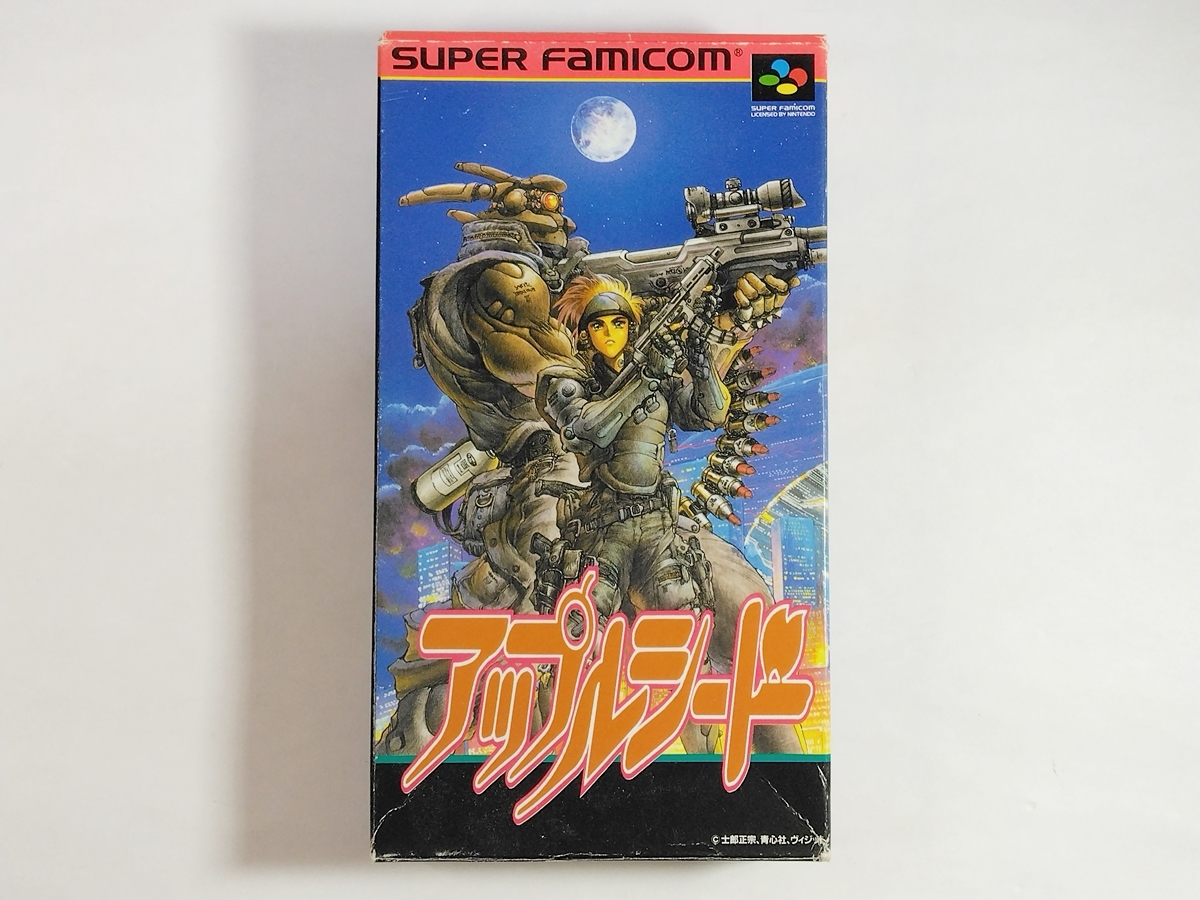 SUPER FAMICOM®
SUPER FAMICOM
LICENSED BY NINTENDO
アップルシード
© 士郎正宗、青心社、ヴィジット